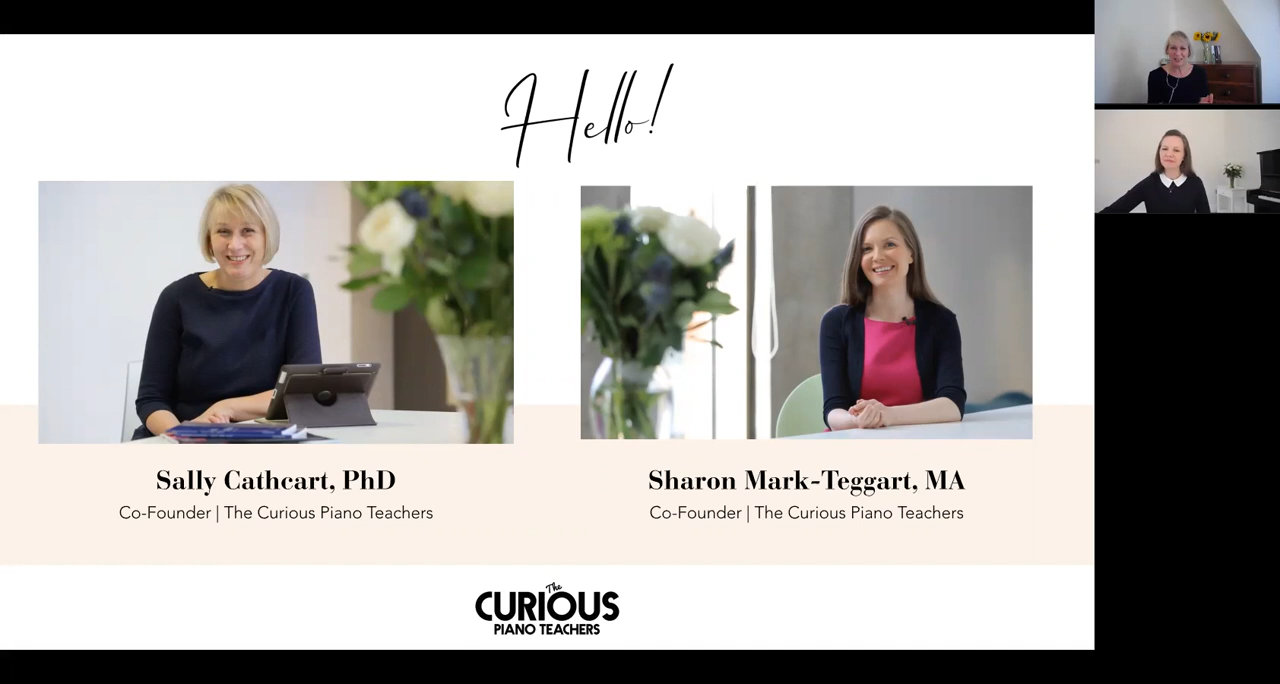 Hello!
Sally Cathcart, PhD
Co-Founder | The Curious Piano Teachers
Sharon Mark-Teggart, MA
Co-Founder | The Curious Piano Teachers
The
CURIOUS
PIANO TEACHERS